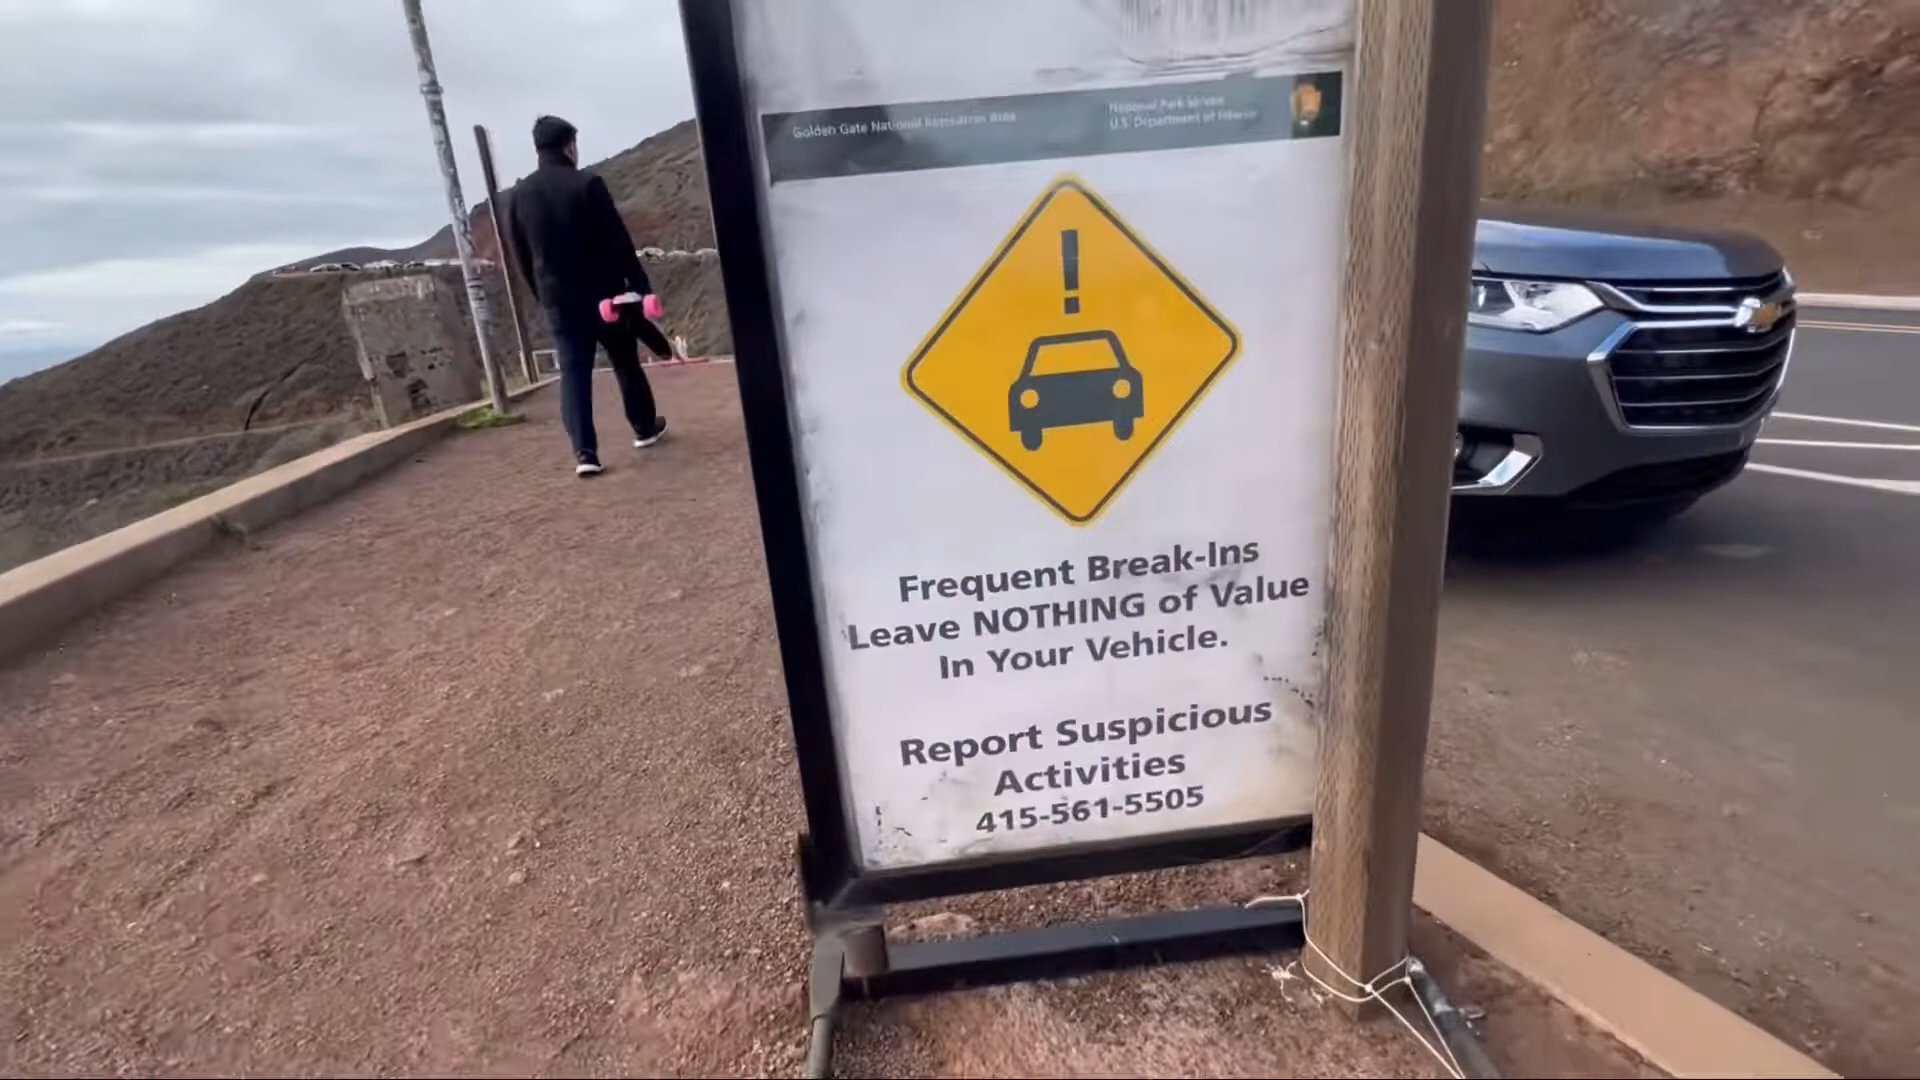 Golden Gate National Recreation Area
National Park Service
U.S. Department of Interior
!
Frequent Break-Ins
Leave NOTHING of Value
In Your Vehicle.
Report Suspicious
Activities
415-561-5505